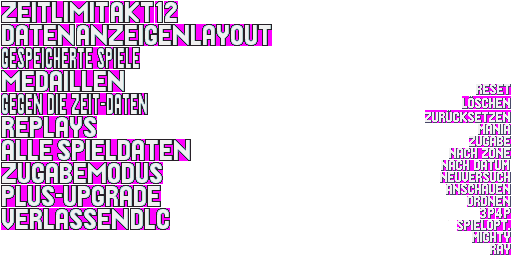 ZEITLIMITAKT12
DATENANZEIGENLAYOUT
GESPEICHERTE SPIELE
MEDAILLEN
GEGEN DIE ZEIT-DATEN
REPLAYS
ALLE SPIELDATEN
ZUGABEMODUS
PLUS-UPGRADE
VERLASSENDLC
RESET
LÖSCHEN
ZURÜCKSETZEN
MANIA
ZUGABE
NACH ZONE
NACH DATUM
NEUVERSUCH
ANSCHAUEN
DROHNEN
3P4P
SPIELOPT.
MIGHTY
RAY